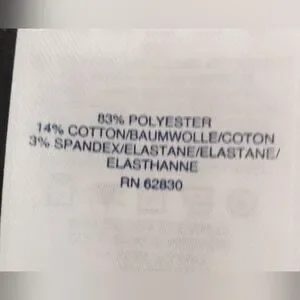 83% POLYESTER
14% COTTON/BAUMWOLLE/COTON
3% SPANDEX/ELASTANE/ELASTANE/
ELASTHANNE
RN 62830